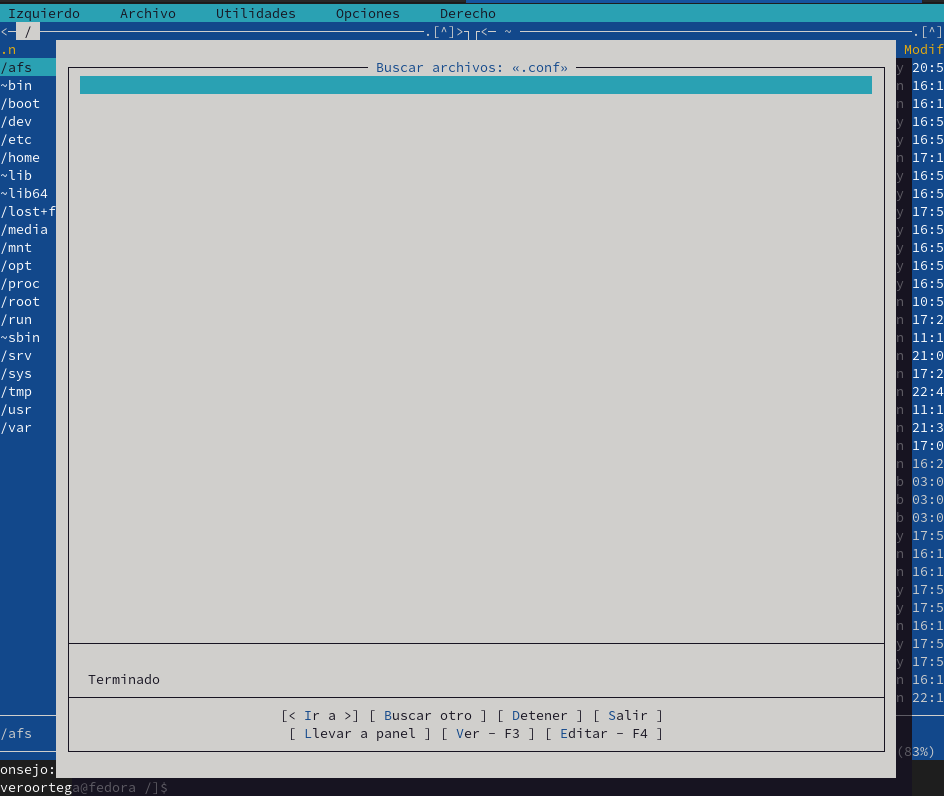 Izquierdo Archivo Utilidades Opciones Derecho
<─ / ─.[^]>┐┌<─ ~ ─.[^]
.n Modif
Buscar archivos: «.conf»
/afs y 20:5
~bin n 16:1
/boot n 16:1
/dev y 16:5
/etc y 16:5
/home n 17:1
~lib y 16:5
~lib64 y 16:5
/lost+f y 17:5
/media y 16:5
/mnt y 16:5
/opt y 16:5
/proc y 16:5
/root n 10:5
/run n 17:2
~sbin n 11:1
/srv n 21:0
/sys n 17:2
/tmp n 22:4
/usr n 11:1
/var n 21:3
n 17:0
n 16:2
b 03:0
b 03:0
b 03:0
y 17:5
n 16:1
n 16:1
y 17:5
y 17:5
n 16:1
y 17:5
y 17:5
Terminado n 16:1
n 22:1
[< Ir a >] [ Buscar otro ] [ Detener ] [ Salir ]
/afs [ Llevar a panel ] [ Ver - F3 ] [ Editar - F4 ]
(83%)
onsejo:
veroortega@fedora /]$